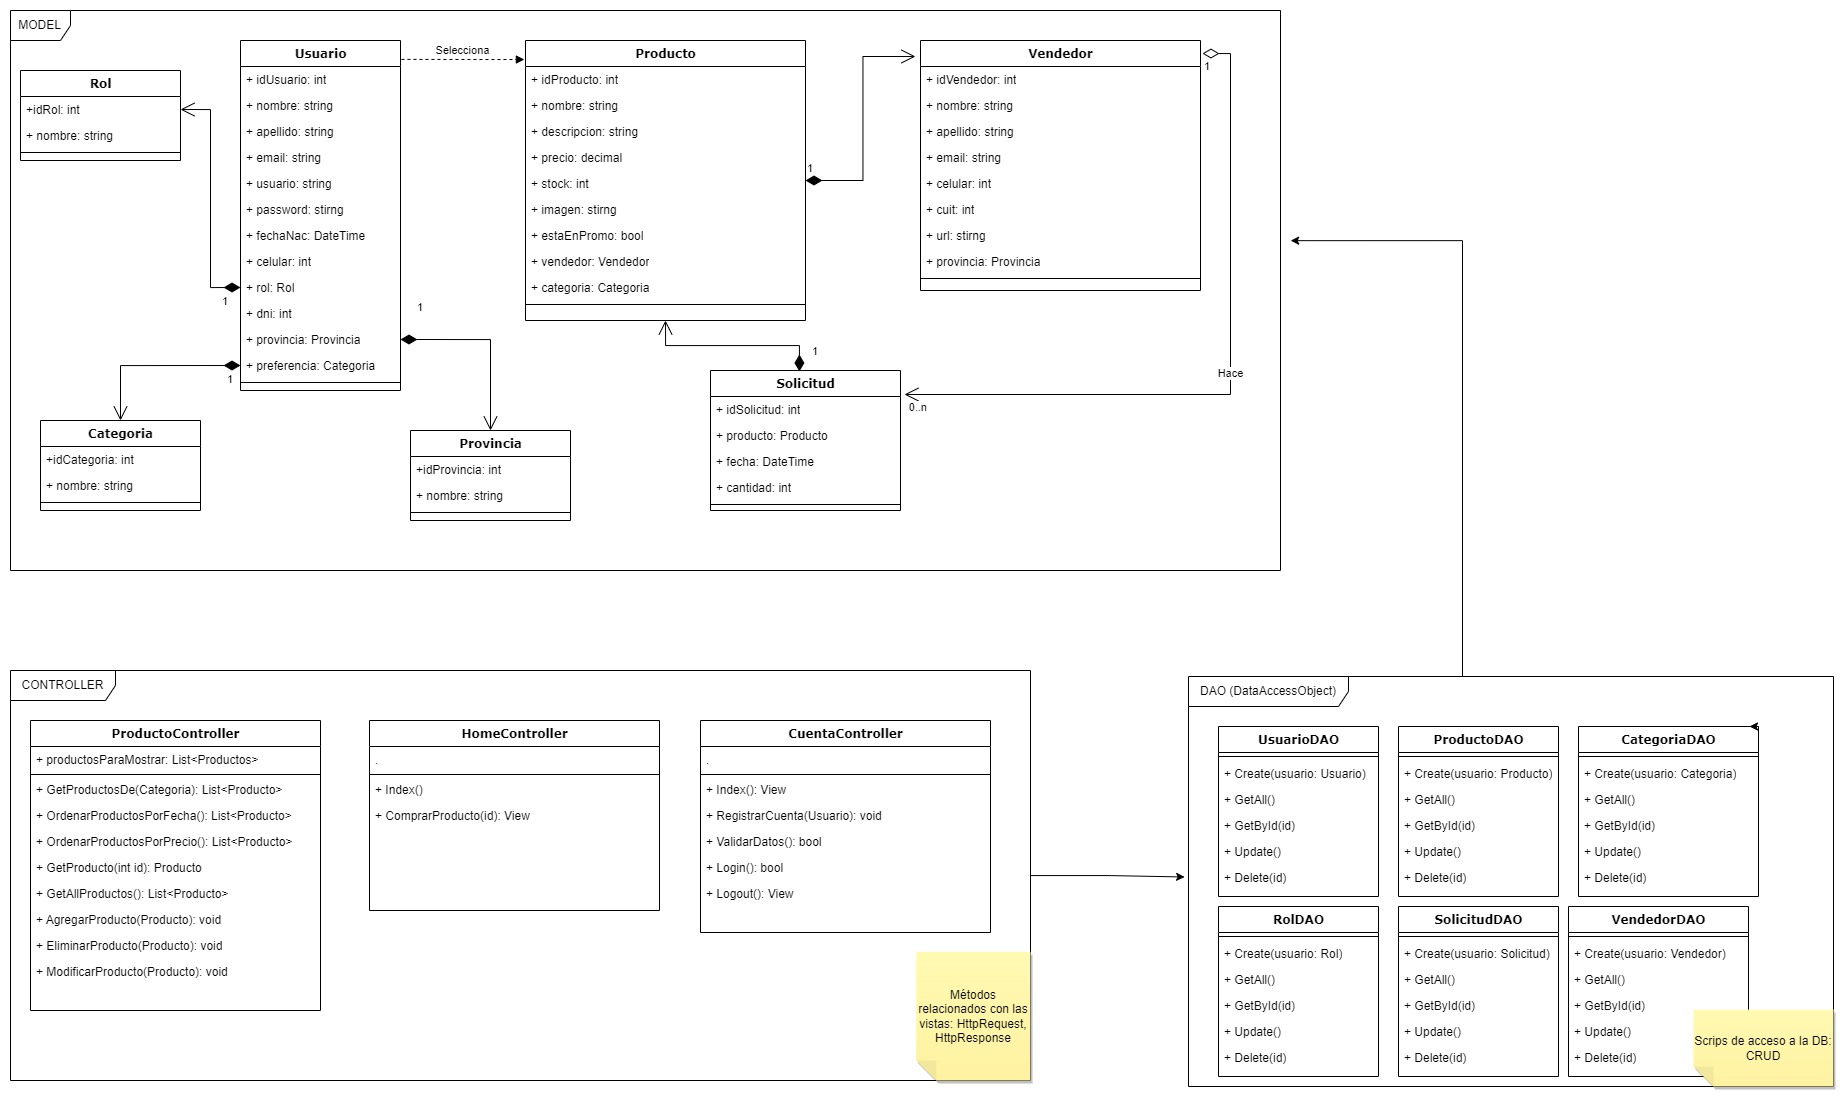 MODEL
Rol
+idRol: int
+ nombre: string
Usuario
+ idUsuario: int
+ nombre: string
+ apellido: string
+ email: string
+ usuario: string
+ password: stirng
+ fechaNac: DateTime
+ celular: int
+ rol: Rol
+ dni: int
+ provincia: Provincia
+ preferencia: Categoria
1
1
1
Selecciona
Producto
+ idProducto: int
+ nombre: string
+ descripcion: string
+ precio: decimal
+ stock: int
+ imagen: stirng
+ estaEnPromo: bool
+ vendedor: Vendedor
+ categoria: Categoria
1
Vendedor
+ idVendedor: int
+ nombre: string
+ apellido: string
+ email: string
+ celular: int
+ cuit: int
+ url: stirng
+ provincia: Provincia
1
Hace
0..n
Categoria
+idCategoria: int
+ nombre: string
Provincia
+idProvincia: int
+ nombre: string
1
Solicitud
+ idSolicitud: int
+ producto: Producto
+ fecha: DateTime
+ cantidad: int
CONTROLLER
ProductoController
+ productosParaMostrar: List<Productos>
+ GetProductosDe(Categoria): List<Producto>
+ OrdenarProductosPorFecha(): List<Producto>
+ OrdenarProductosPorPrecio(): List<Producto>
+ GetProducto(int id): Producto
+ GetAllProductos(): List<Producto>
+ AgregarProducto(Producto): void
+ EliminarProducto(Producto): void
+ ModificarProducto(Producto): void
HomeController
.
+ Index()
+ ComprarProducto(id): View
CuentaController
.
+ Index(): View
+ RegistrarCuenta(Usuario): void
+ ValidarDatos(): bool
+ Login(): bool
+ Logout(): View
Métodos
relacionados con las
vistas: HttpRequest,
HttpResponse
DAO (DataAccessObject)
UsuarioDAO
+ Create(usuario: Usuario)
+ GetAll()
+ GetById(id)
+ Update()
+ Delete(id)
ProductoDAO
+ Create(usuario: Producto)
+ GetAll()
+ GetById(id)
+ Update()
+ Delete(id)
CategoriaDAO
+ Create(usuario: Categoria)
+ GetAll()
+ GetById(id)
+ Update()
+ Delete(id)
RolDAO
+ Create(usuario: Rol)
+ GetAll()
+ GetById(id)
+ Update()
+ Delete(id)
SolicitudDAO
+ Create(usuario: Solicitud)
+ GetAll()
+ GetById(id)
+ Update()
+ Delete(id)
VendedorDAO
+ Create(usuario: Vendedor)
+ GetAll()
+ GetById(id)
+ Update()
+ Delete(id)
Scrips de acceso a la DB:
CRUD